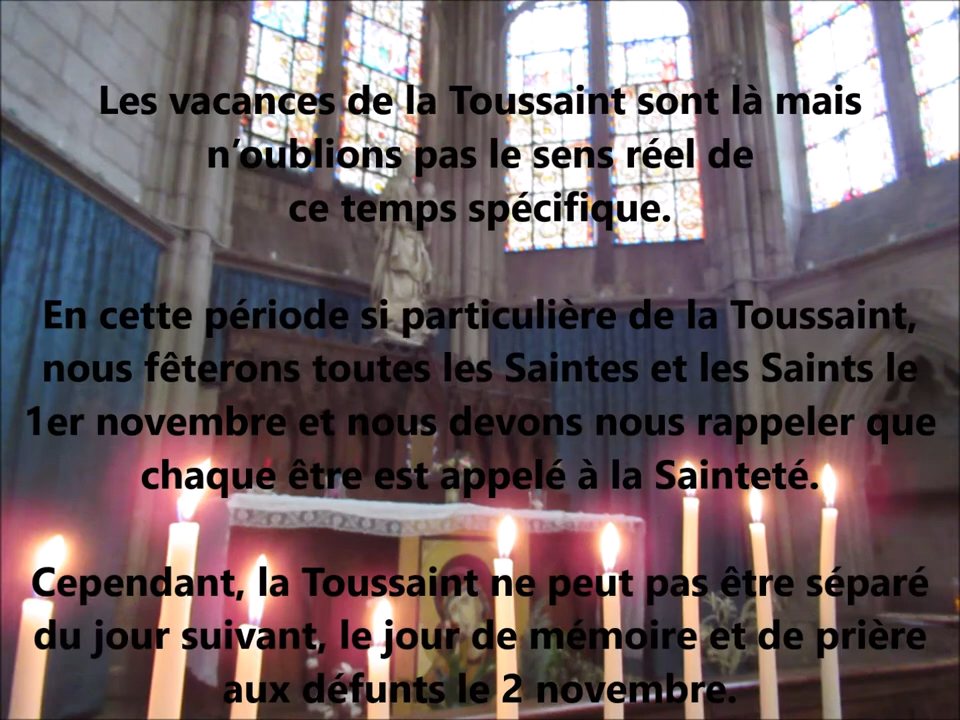 Les vacances de la Toussaint sont là mais
n’oublions pas le sens réel de
ce temps spécifique.
En cette période si particulière de la Toussaint,
nous fêterons toutes les Saintes et les Saints le
1er novembre et nous devons nous rappeler que
chaque être est appelé à la Sainteté.
Cependant, la Toussaint ne peut pas être séparé
du jour suivant, le jour de mémoire et de prière
aux défunts le 2 novembre.